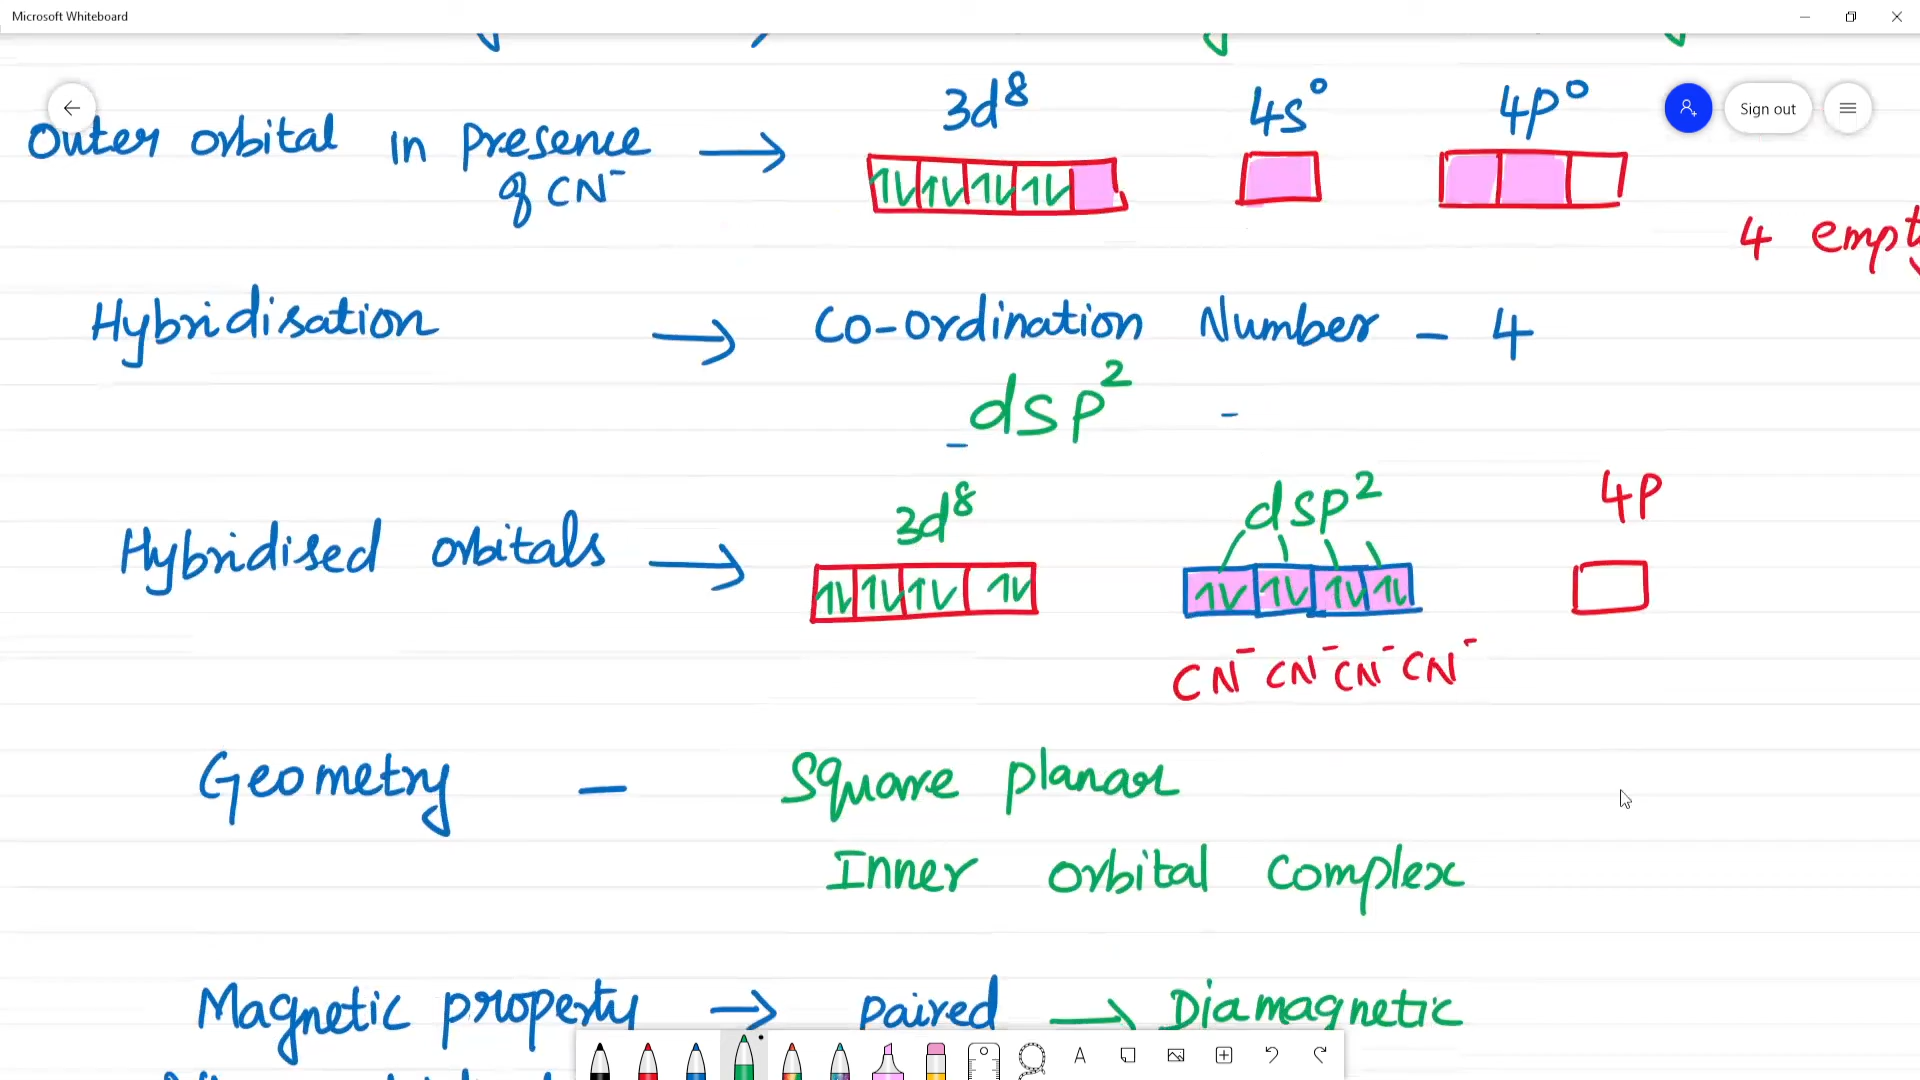 Microsoft Whiteboard
Sign out
3d⁸ 4s⁰ 4p⁰
Outer orbital in presence → 
of CN⁻
↿⇂ ↿⇂ ↿⇂ ↿⇂
4 empt
Hybridisation → Co-ordination Number - 4
dsp²
3d⁸ dsp² 4p
Hybridised orbitals → ↿⇂ ↿⇂ ↿⇂ ↿⇂ ↿⇂ ↿⇂ ↿⇂ ↿⇂
CN⁻ CN⁻ CN⁻ CN⁻
Geometry - Square planar
Inner orbital Complex
Magnetic property → paired → Diamagnetic